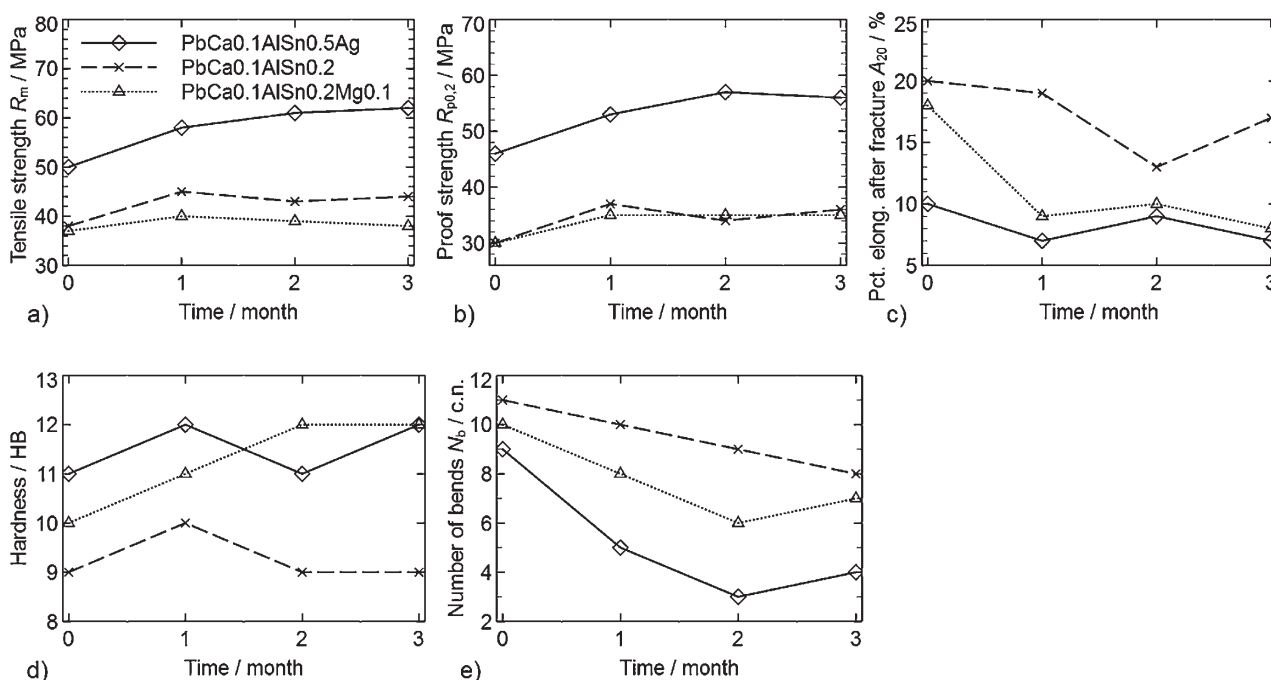 Tensile strength Rm / MPa
80
70
60
50
40
30
PbCa0.1AlSn0.5Ag
PbCa0.1AlSn0.2
PbCa0.1AlSn0.2Mg0.1
0 1 2 3
Time / month
a)
Proof strength Rp0,2 / MPa
70
60
50
40
30
0 1 2 3
Time / month
b)
Pct. elong. after fracture A20 / %
25
20
15
10
5
0 1 2 3
Time / month
c)
Hardness / HB
13
12
11
10
9
8
0 1 2 3
Time / month
d)
Number of bends Nb / c.n.
12
10
8
6
4
2
0 1 2 3
Time / month
e)